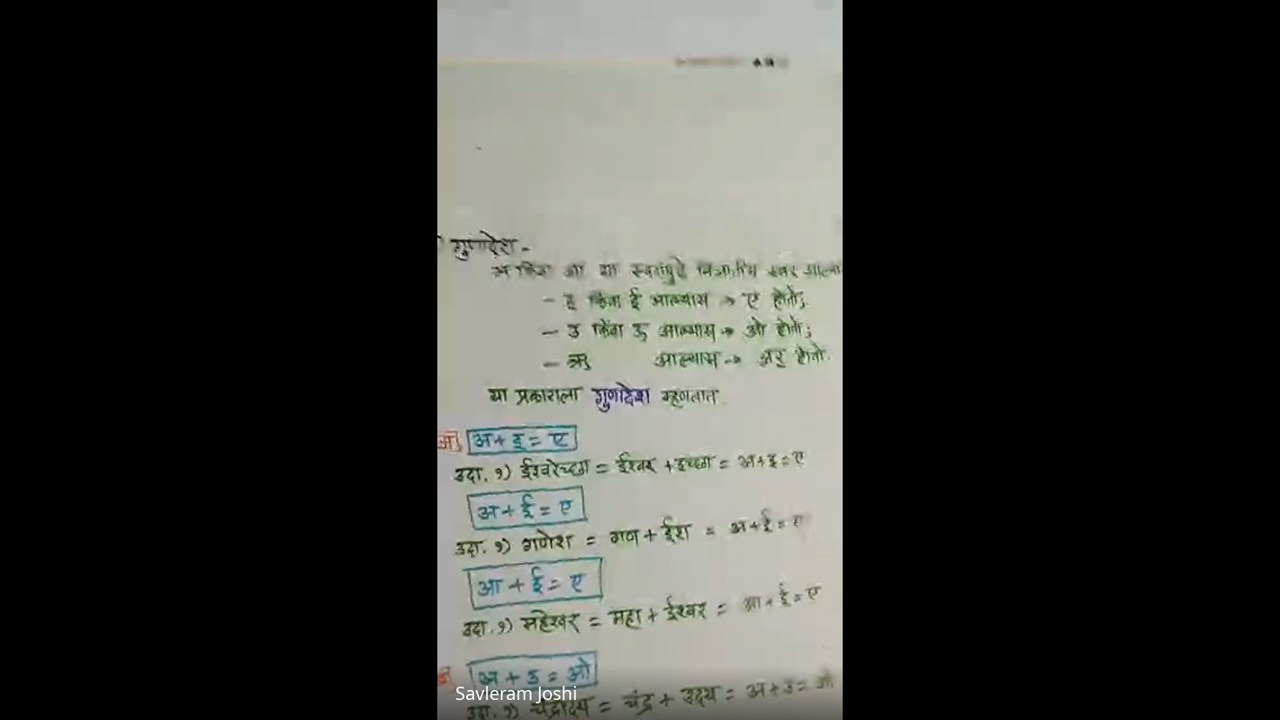 गुणादेश -
अ किंवा आ या स्वरांपुढे विजातीय स्वर आल्या
- इ किंवा ई आल्यास → ए होतो;
- उ किंवा ऊ आल्यास → ओ होतो;
- ऋ आल्यास → अर् होतो.
या प्रकाराला गुणादेश म्हणतात.
अ) अ + इ = ए
उदा. १) ईश्वरेच्छा = ईश्वर + इच्छा = अ + इ = ए
अ + ई = ए
उदा. १) गणेश = गण + ईश = अ + ई = ए
आ + ई = ए
उदा. १) महेश्वर = महा + ईश्वर = आ + ई = ए
अ + उ = ओ
उदा. १) चंद्रोदय = चंद्र + उदय = अ + उ = ओ
Savleram Joshi